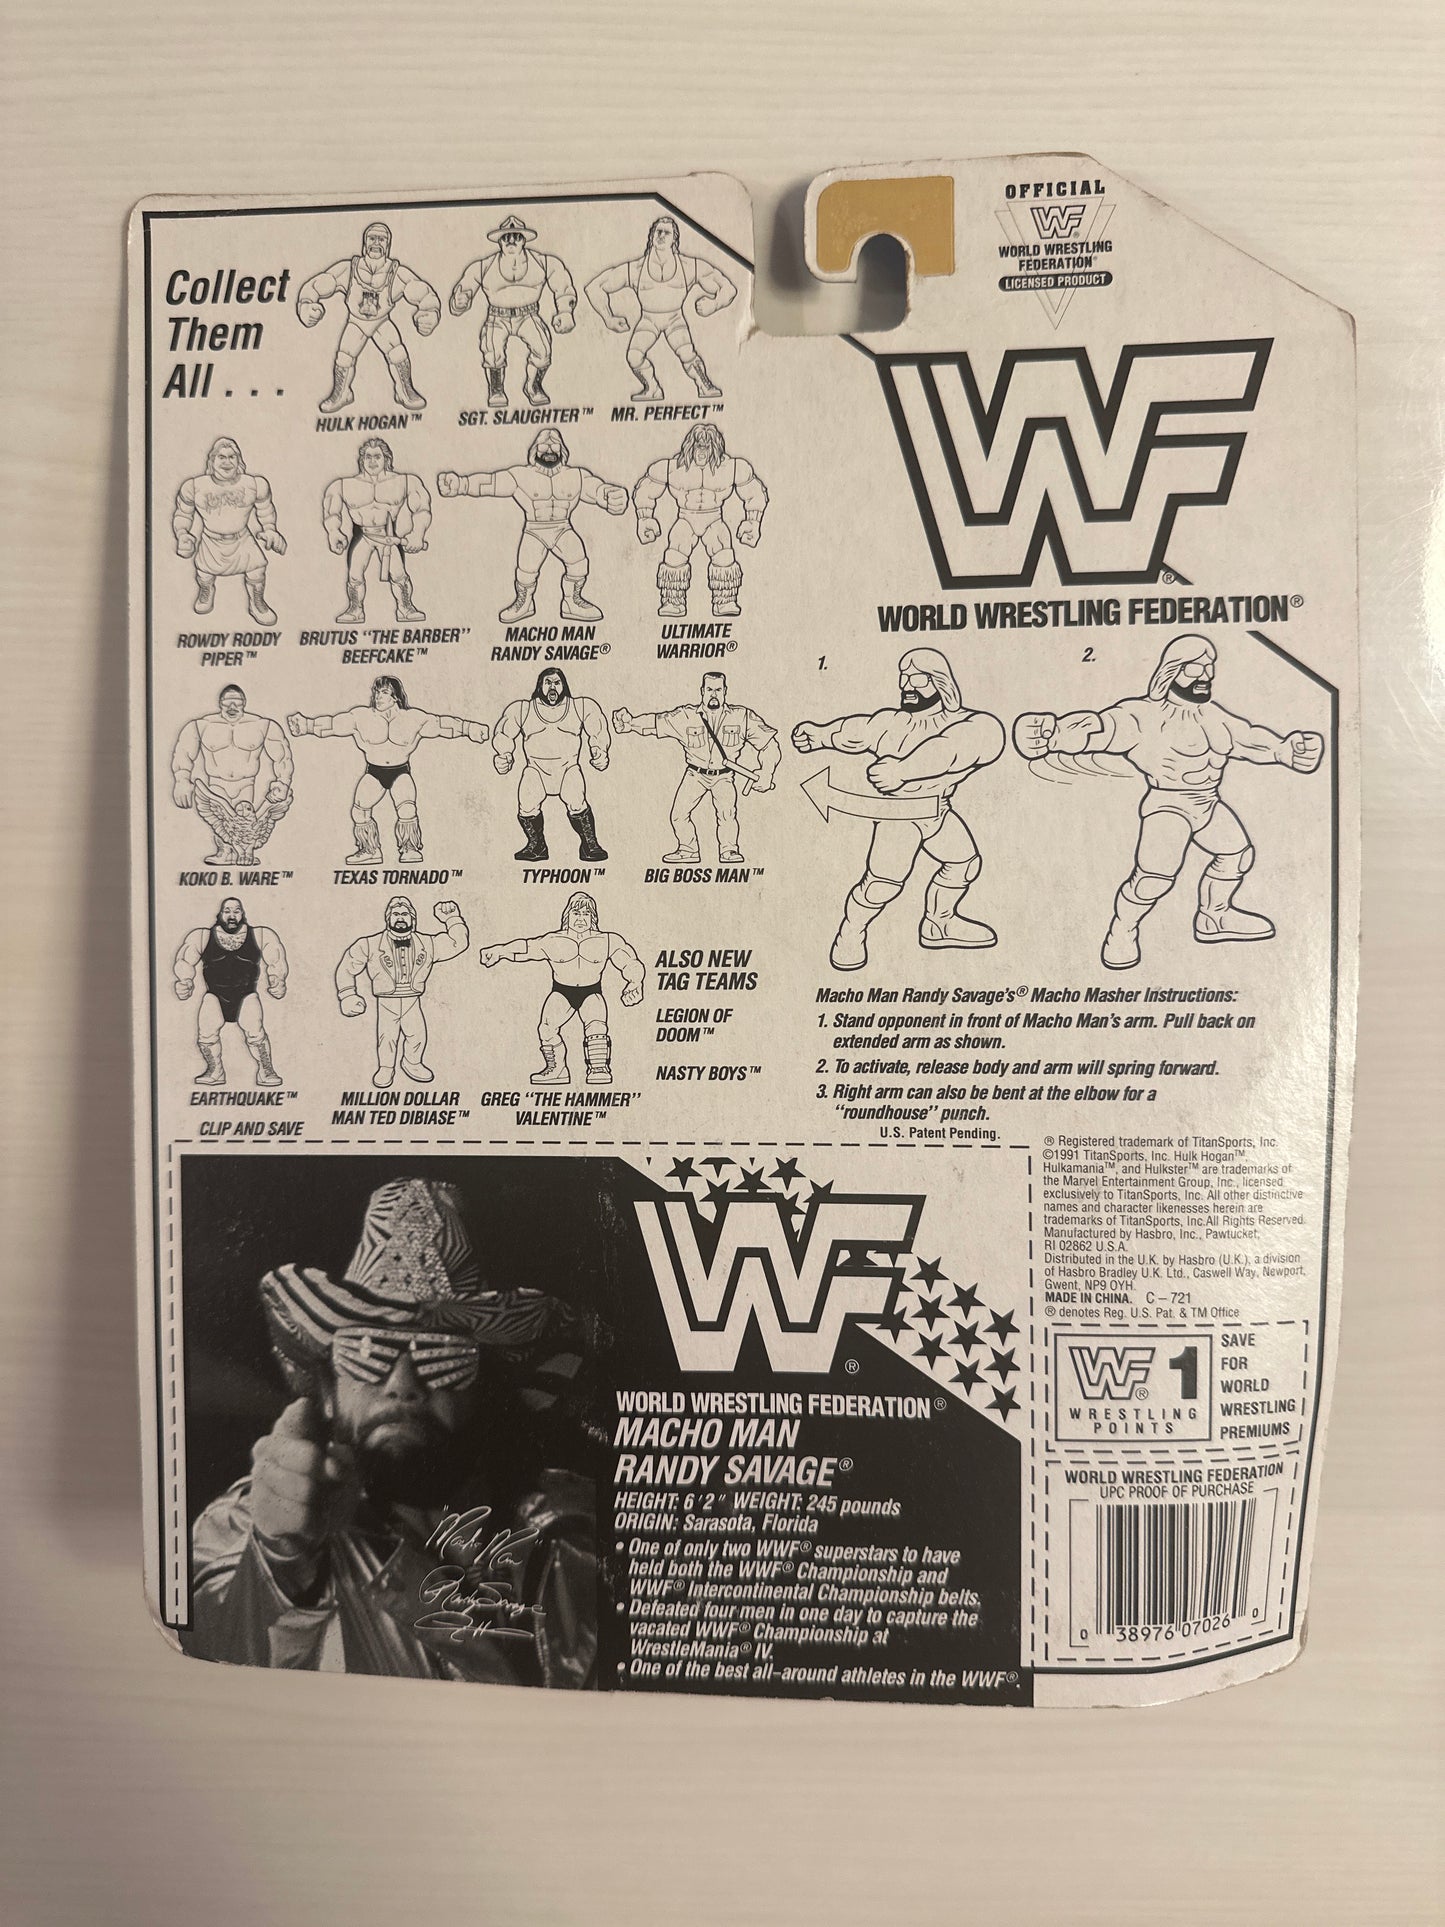 Collect
Them
All . . .
HULK HOGAN™
SGT. SLAUGHTER™
MR. PERFECT™
ROWDY RODDY
PIPER™
BRUTUS “THE BARBER”
BEEFCAKE™
MACHO MAN
RANDY SAVAGE®
ULTIMATE
WARRIOR®
KOKO B. WARE™
TEXAS TORNADO™
TYPHOON™
BIG BOSS MAN™
EARTHQUAKE™
MILLION DOLLAR
MAN TED DIBIASE™
GREG “THE HAMMER”
VALENTINE™
ALSO NEW
TAG TEAMS
LEGION OF
DOOM™
NASTY BOYS™
OFFICIAL
WF®
WORLD WRESTLING
FEDERATION®
LICENSED PRODUCT
WF®
WORLD WRESTLING FEDERATION®
1.
2.
Macho Man Randy Savage’s® Macho Masher Instructions:
1. Stand opponent in front of Macho Man’s arm. Pull back on
extended arm as shown.
2. To activate, release body and arm will spring forward.
3. Right arm can also be bent at the elbow for a
“roundhouse” punch.
U.S. Patent Pending.
CLIP AND SAVE
WF®
WORLD WRESTLING FEDERATION®
MACHO MAN
RANDY SAVAGE®
HEIGHT: 6’2” WEIGHT: 245 pounds
ORIGIN: Sarasota, Florida
• One of only two WWF® superstars to have
held both the WWF® Championship and
WWF® Intercontinental Championship belts.
• Defeated four men in one day to capture the
vacated WWF® Championship at
WrestleMania® IV.
• One of the best all-around athletes in the WWF®.
"Macho Man"
Randy Savage
® Registered trademark of TitanSports, Inc.
©1991 TitanSports, Inc. Hulk Hogan™,
Hulkamania™, and Hulkster™ are trademarks of
the Marvel Entertainment Group, Inc., licensed
exclusively to TitanSports, Inc. All other distinctive
names and character likenesses herein are
trademarks of TitanSports, Inc. All Rights Reserved.
Manufactured by Hasbro, Inc., Pawtucket,
RI 02862 U.S.A.
Distributed in the U.K. by Hasbro (U.K.), a division
of Hasbro Bradley U.K. Ltd., Caswell Way, Newport,
Gwent, NP9 0YH.
MADE IN CHINA. C – 721
® denotes Reg. U.S. Pat. & TM Office
WF® 1
WRESTLING
POINTS
SAVE
FOR
WORLD
WRESTLING
PREMIUMS
WORLD WRESTLING FEDERATION
UPC PROOF OF PURCHASE
0 38976 07026 0